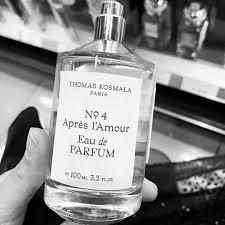 THOMAS KOSMALA
PARIS
Nº 4
Après l'Amour
Eau de
PARFUM
℮ 100 ML 3.3 FL.OZ